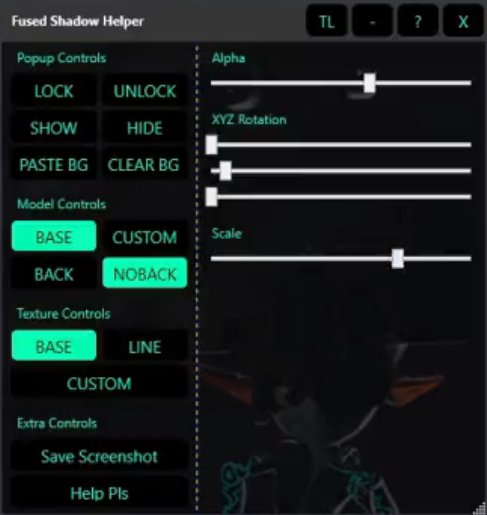 Fused Shadow Helper TL - ? X
Popup Controls
LOCK UNLOCK
SHOW HIDE
PASTE BG CLEAR BG
Model Controls
BASE CUSTOM
BACK NOBACK
Texture Controls
BASE LINE
CUSTOM
Extra Controls
Save Screenshot
Help Pls
Alpha
XYZ Rotation
Scale